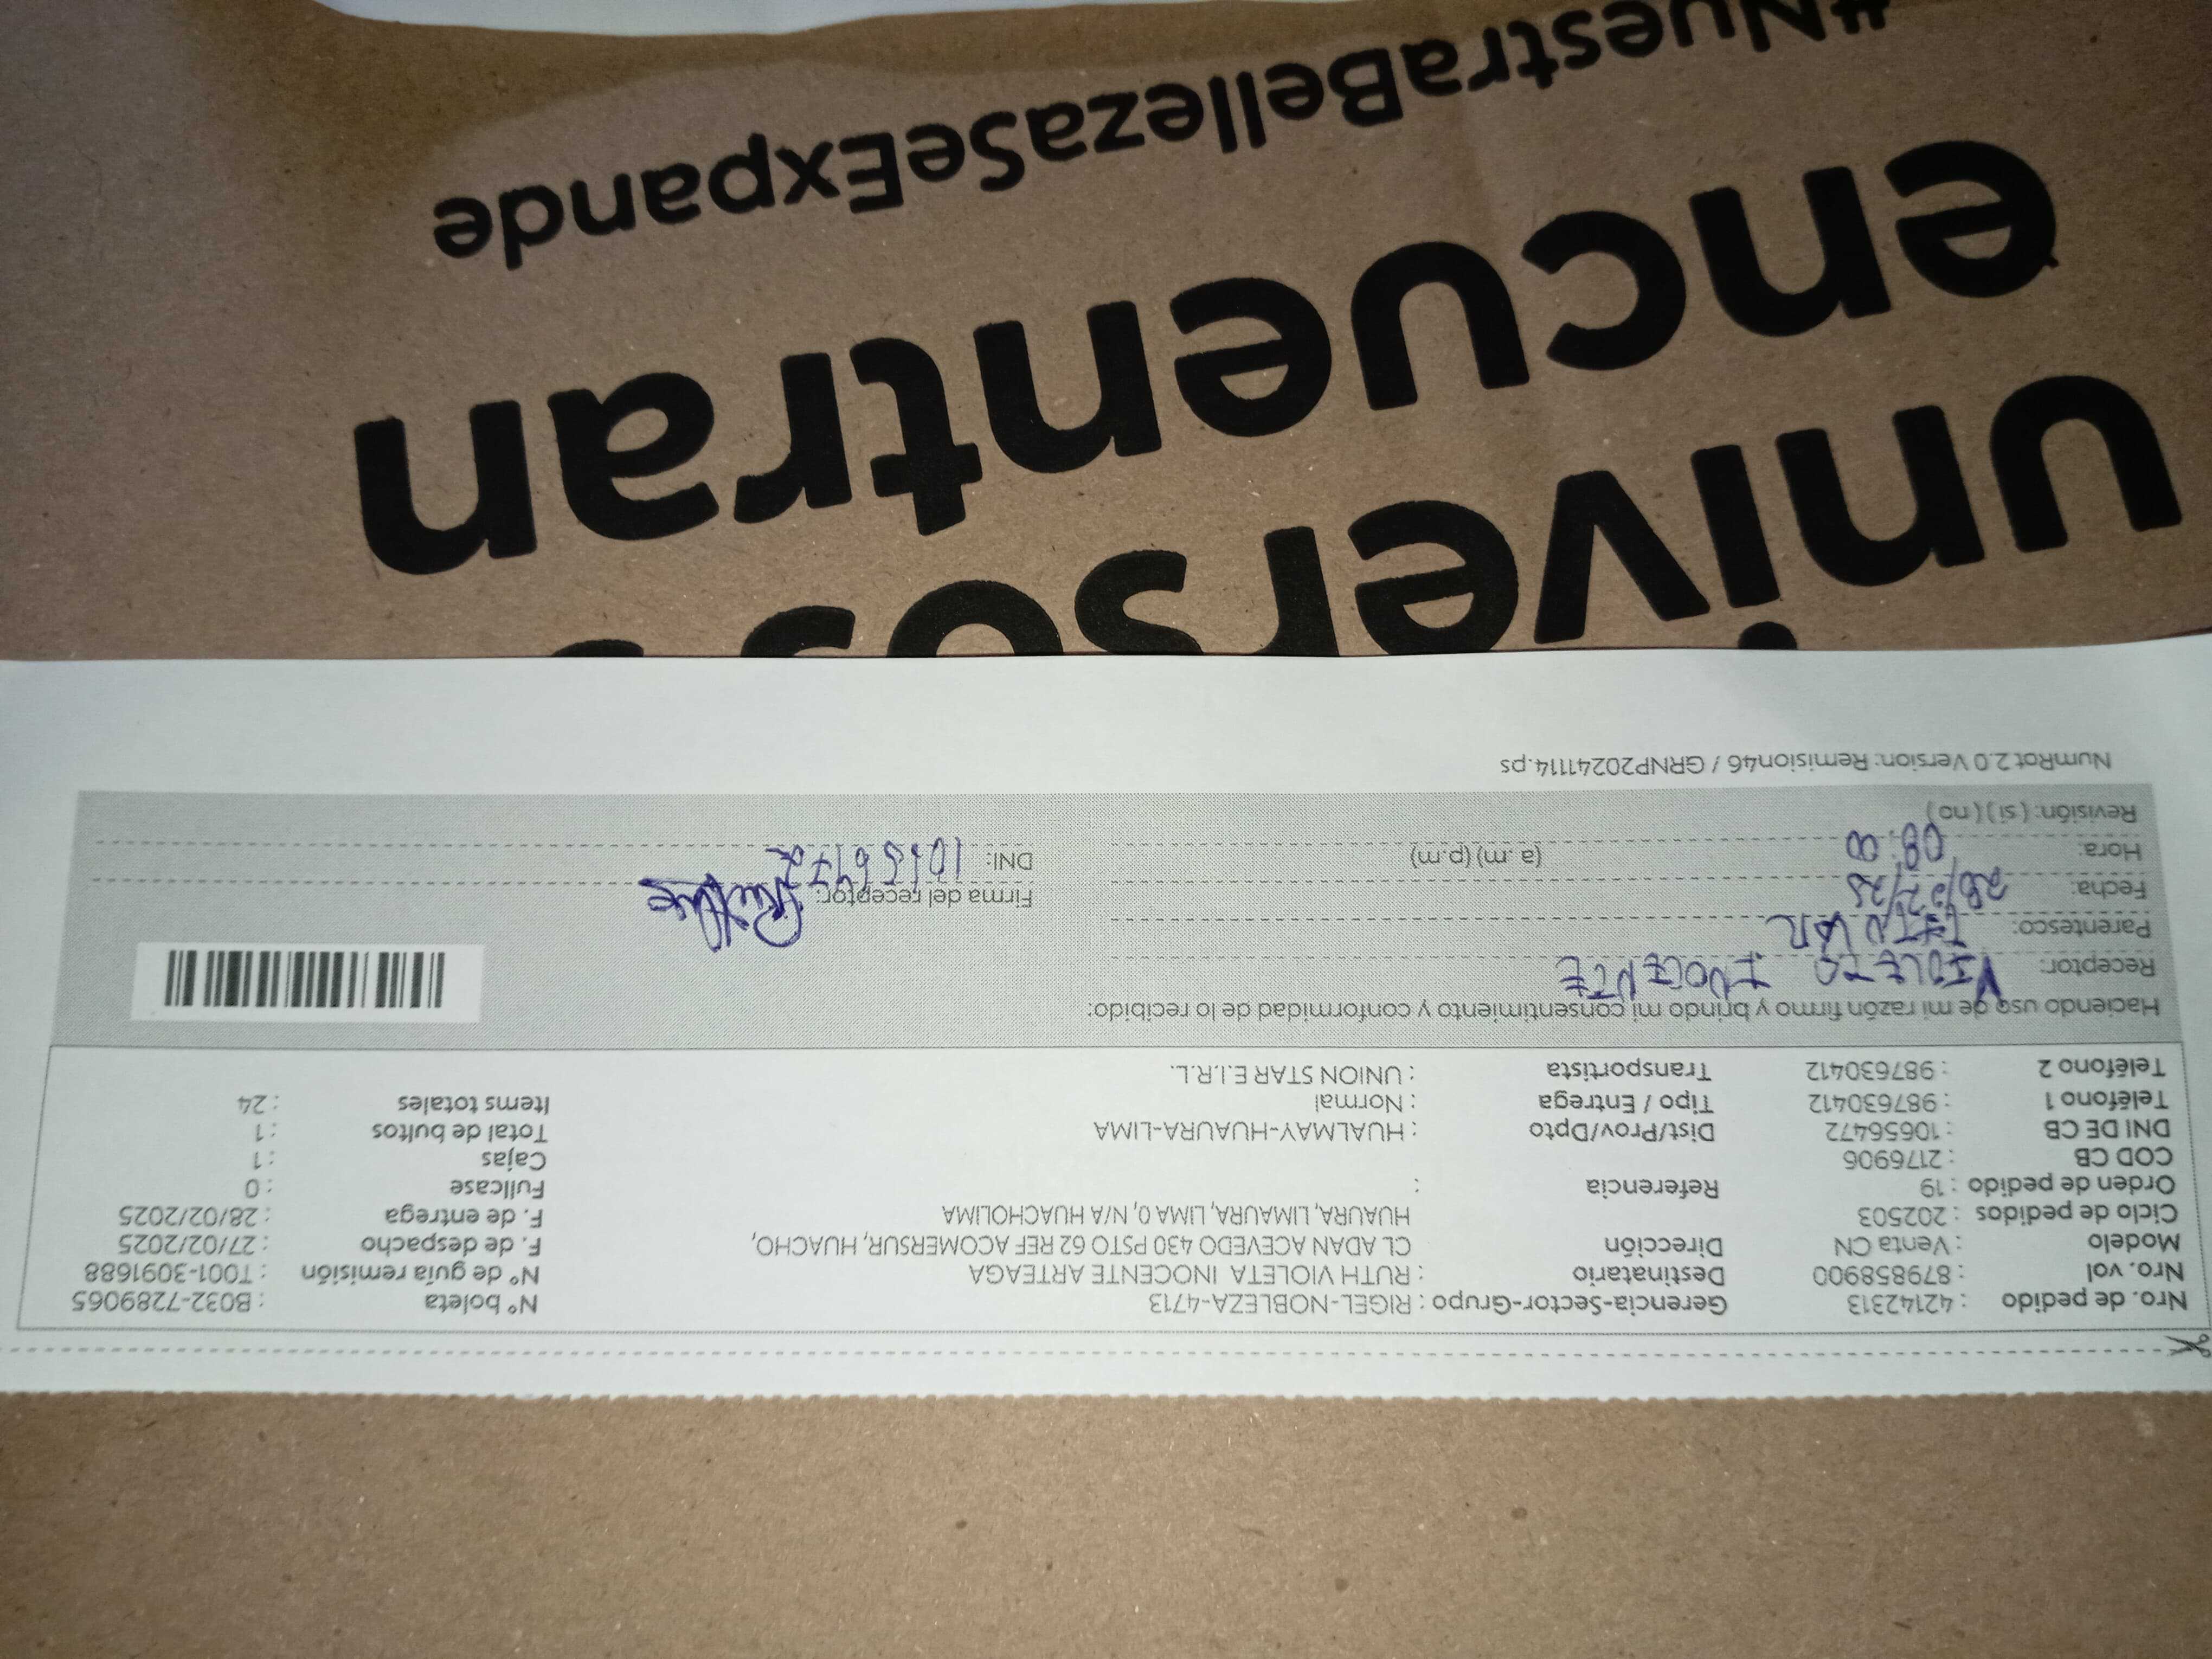 Nro. de pedido : 42142313 Gerencia-Sector-Grupo : RIGEL-NOBLEZA-4713 N° boleta : B032-7289065
Nro. vol : 879858900 Destinatario : RUTH VIOLETA INOCENTE ARTEAGA N° de guía remisión : T001-3091688
Modelo : Venta CN Dirección CL ADAN ACEVEDO 430 PSTO 62 REF ACOMERSUR, HUACHO, F. de despacho : 27/02/2025
Ciclo de pedidos : 202503 HUAURA, LIMAURA, LIMA 0, N/A HUACHOLIMA F. de entrega : 28/02/2025
Orden de pedido : 19 Referencia : Fullcase : 0
COD CB : 2176906 Cajas : 1
DNI DE CB : 10656472 Dist/Prov/Dpto : HUALMAY-HUAURA-LIMA Total de bultos : 1
Teléfono 1 : 987630412 Tipo / Entrega : Normal Items totales : 24
Teléfono 2 : 987630412 Transportista : UNION STAR E.I.R.L.
Haciendo uso de mi razón firmo y brindo mi consentimiento y conformidad de lo recibido:
Receptor: VIOLETA INOCENTE
Parentesco: TITULAR
Fecha: 28/02/25 Firma del receptor:
Hora: 08:00 (a. m) (p.m) DNI:
Revisión: ( si ) ( no )
NumRot 2.0 Version: Remision46 / GRNP20241114.ps
universos
encuentran
#NuestraBellezaSeExpande